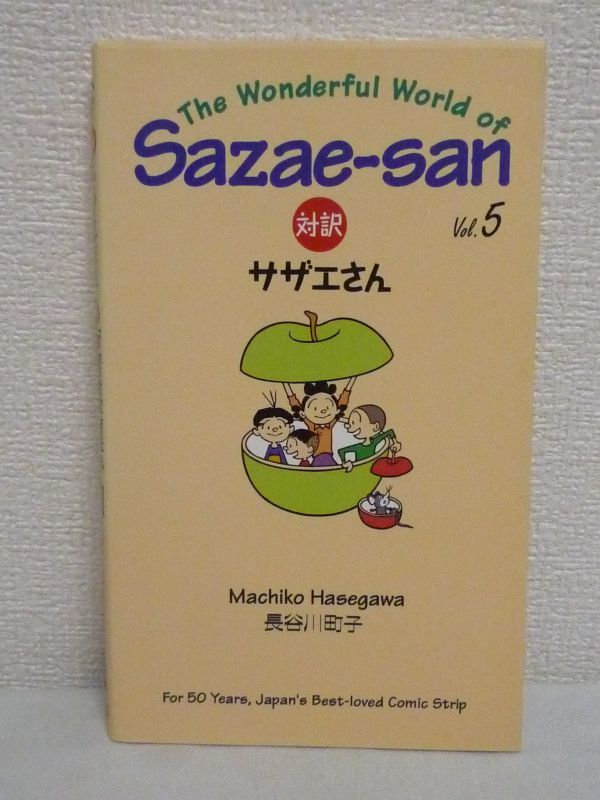 The Wonderful World of
Sazae-san
対訳
Vol.5
サザエさん
Machiko Hasegawa
長谷川町子
For 50 Years, Japan's Best-loved Comic Strip